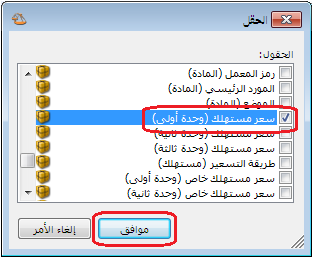 الحقل
الحقول:
رمز المعمل (المادة)
المورد الرئيسي (المادة)
الموضع (المادة)
سعر مستهلك (وحدة أولى)
سعر مستهلك (وحدة ثانية)
سعر مستهلك (وحدة ثالثة)
طريقة التسعير (مستهلك)
سعر مستهلك خاص (وحدة أولى)
سعر مستهلك خاص (وحدة ثانية)
موافق
إلغاء الأمر